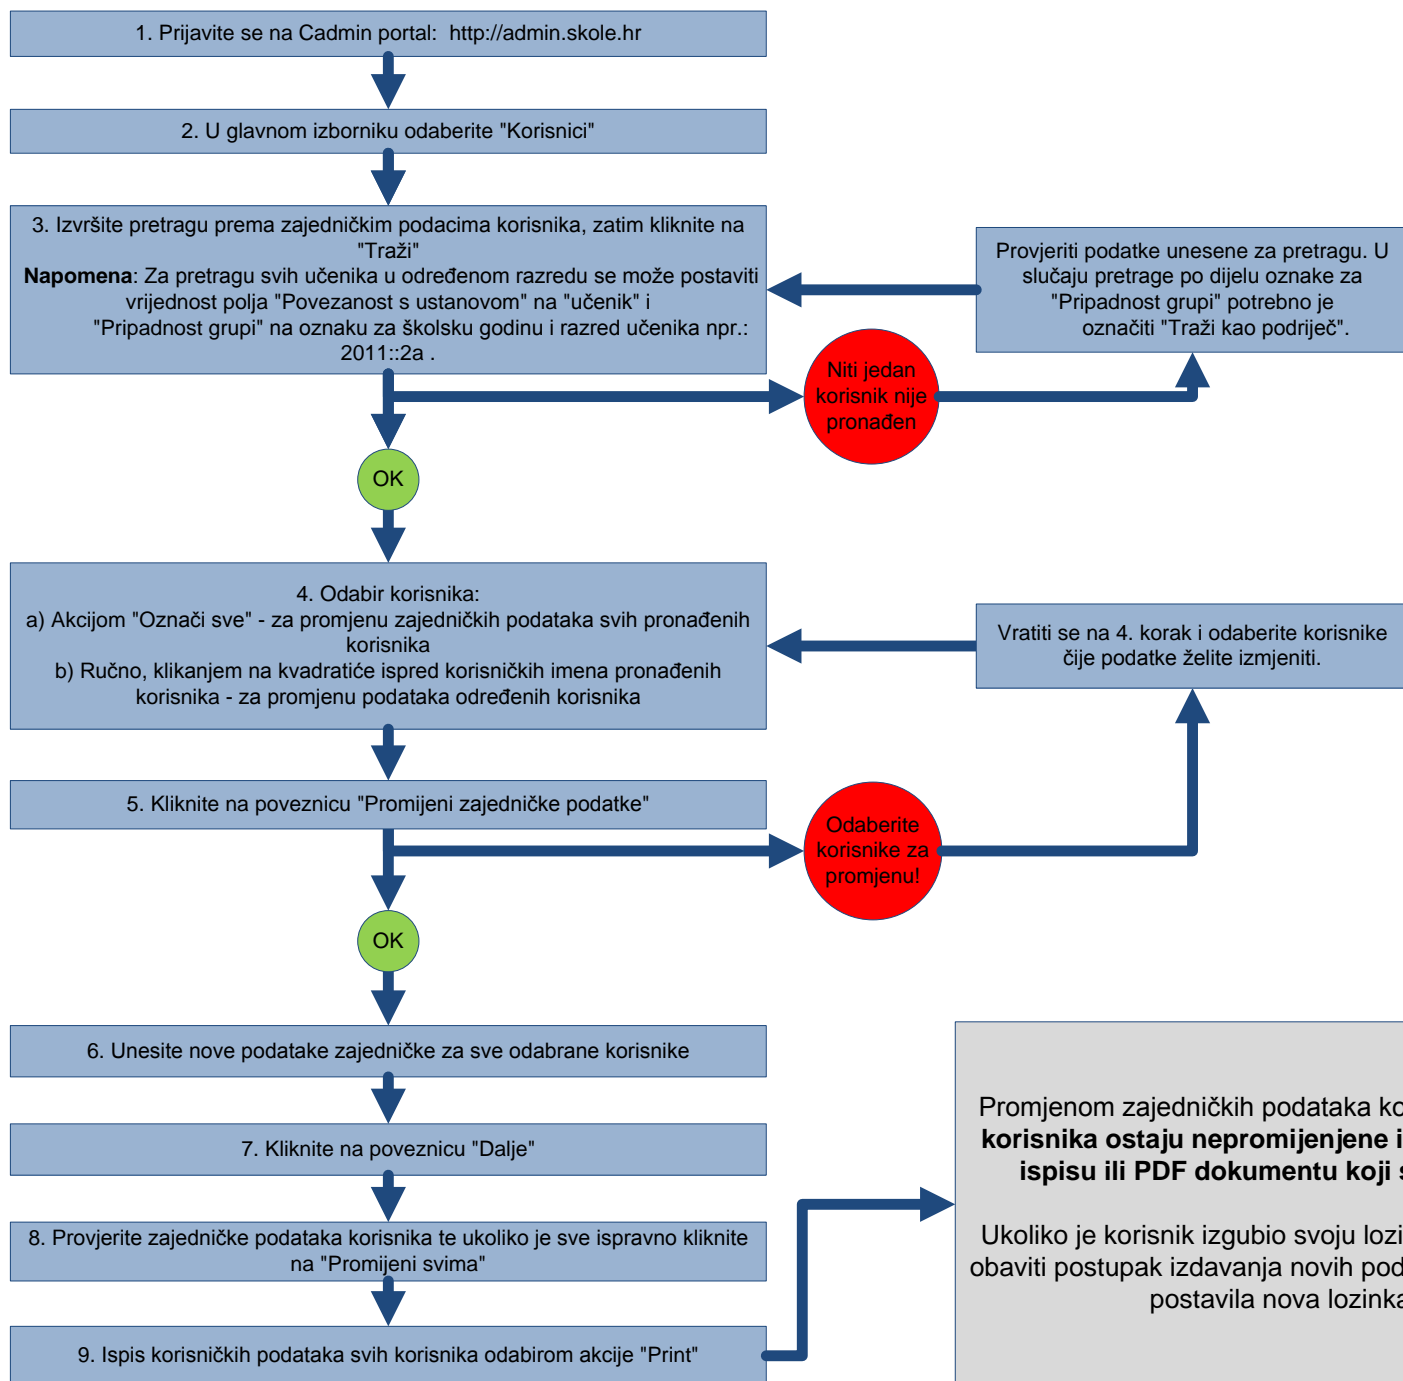 1. Prijavite se na Cadmin portal:  http://admin.skole.hr
2. U glavnom izborniku odaberite "Korisnici"
3. Izvršite pretragu prema zajedničkim podacima korisnika, zatim kliknite na
"Traži"
Napomena: Za pretragu svih učenika u određenom razredu se može postaviti
vrijednost polja "Povezanost s ustanovom" na "učenik" i
"Pripadnost grupi" na oznaku za školsku godinu i razred učenika npr.:
2011::2a .
Provjeriti podatke unesene za pretragu. U
slučaju pretrage po dijelu oznake za
"Pripadnost grupi" potrebno je
označiti "Traži kao podriječ".
Niti jedan
korisnik nije
pronađen
OK
4. Odabir korisnika:
a) Akcijom "Označi sve" - za promjenu zajedničkih podataka svih pronađenih
korisnika
b) Ručno, klikanjem na kvadratiće ispred korisničkih imena pronađenih
korisnika - za promjenu podataka određenih korisnika
Vratiti se na 4. korak i odaberite korisnike
čije podatke želite izmjeniti.
5. Kliknite na poveznicu "Promijeni zajedničke podatke"
Odaberite
korisnike za
promjenu!
OK
6. Unesite nove podatake zajedničke za sve odabrane korisnike
7. Kliknite na poveznicu "Dalje"
8. Provjerite zajedničke podataka korisnika te ukoliko je sve ispravno kliknite
na "Promijeni svima"
9. Ispis korisničkih podataka svih korisnika odabirom akcije "Print"
Promjenom zajedničkih podataka
korisnika ostaju nepromijenjene
ispisu ili PDF dokumentu koji
Ukoliko je korisnik izgubio svoju
obaviti postupak izdavanja novih
postavila nova